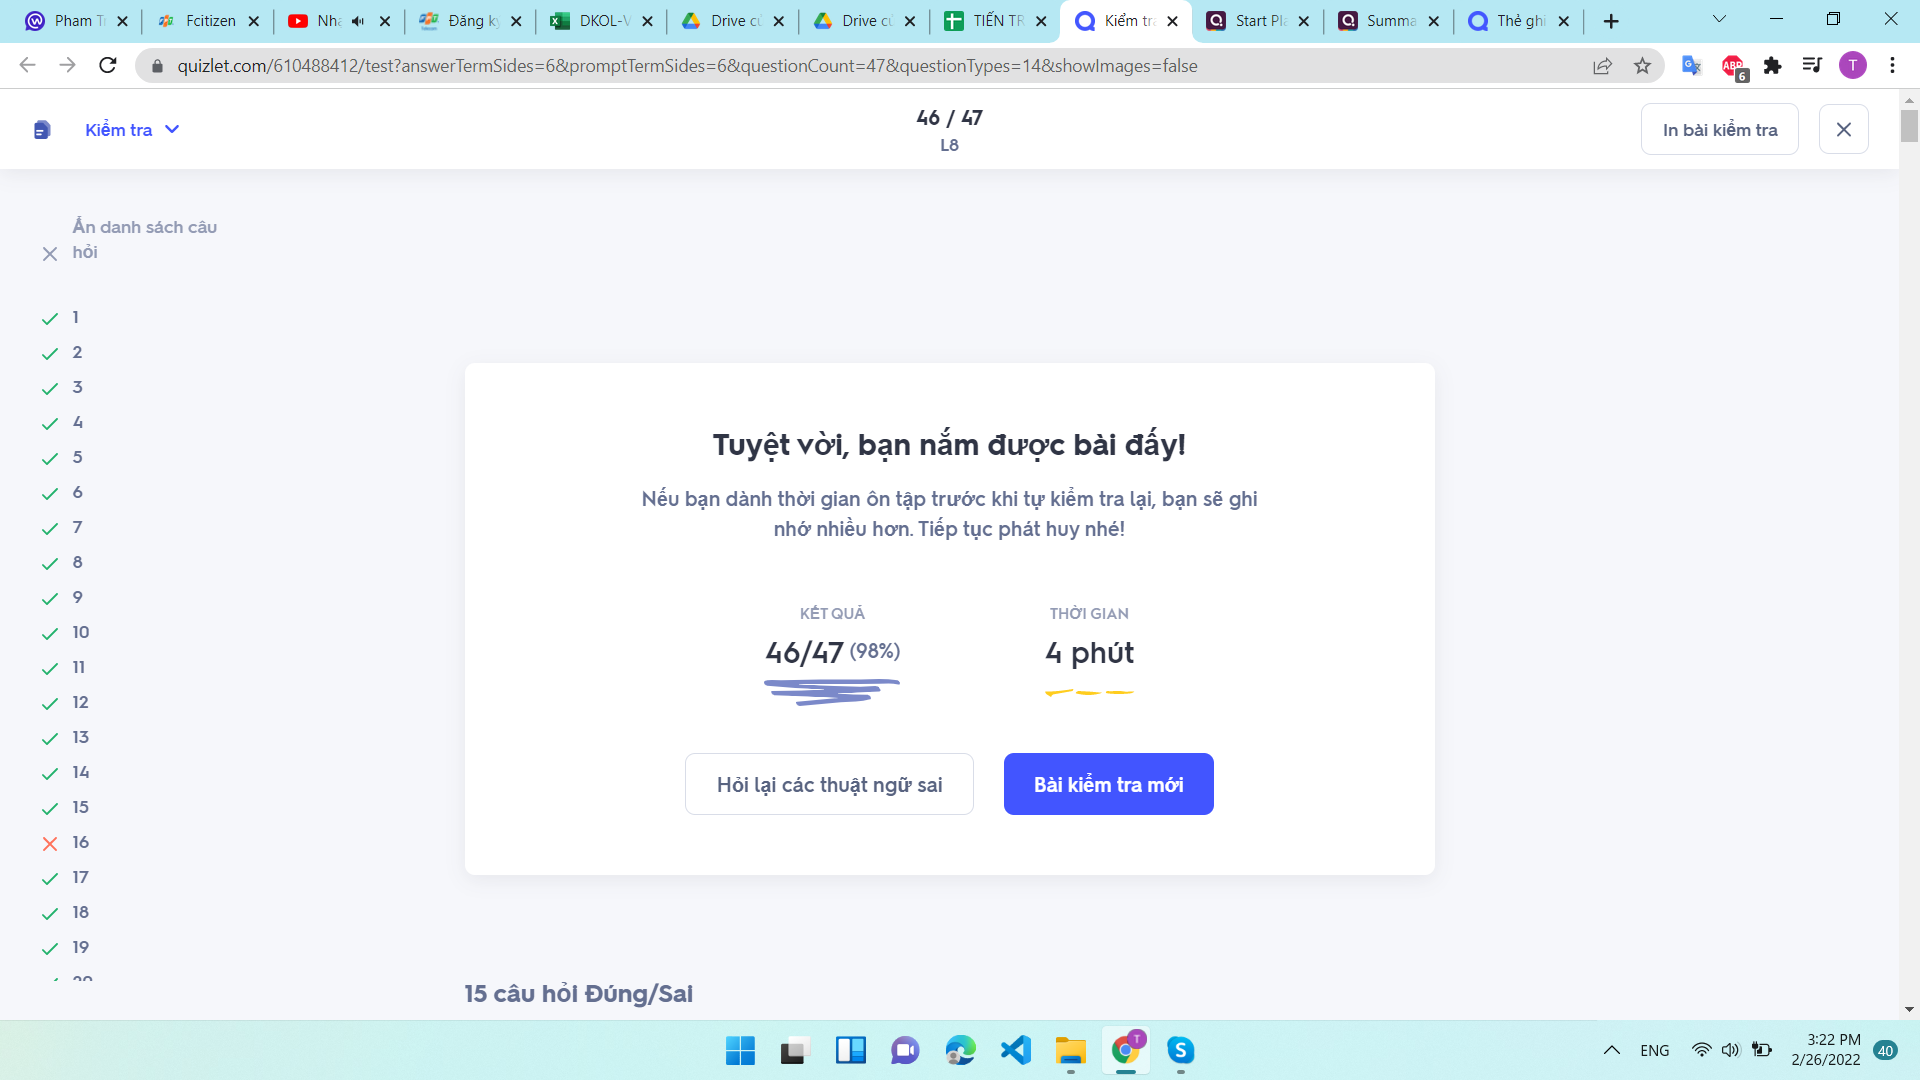 Pham Tr
Fcitizen
Nhạ
Đăng ký
DKOL-V
Drive củ
Drive củ
TIẾN TR
Kiểm tra
Start Pla
Summa
Thẻ ghi
quizlet.com/610488412/test?answerTermSides=6&promptTermSides=6&questionCount=47&questionTypes=14&showImages=false
ABP
6
T
Kiểm tra
46 / 47
L8
In bài kiểm tra
Ẩn danh sách câu
hỏi
1
2
3
4
5
6
7
8
9
10
11
12
13
14
15
16
17
18
19
20
Tuyệt vời, bạn nắm được bài đấy!
Nếu bạn dành thời gian ôn tập trước khi tự kiểm tra lại, bạn sẽ ghi
nhớ nhiều hơn. Tiếp tục phát huy nhé!
KẾT QUẢ
THỜI GIAN
46/47 (98%)
4 phút
Hỏi lại các thuật ngữ sai
Bài kiểm tra mới
15 câu hỏi Đúng/Sai
T
S
ENG
3:22 PM
2/26/2022
40